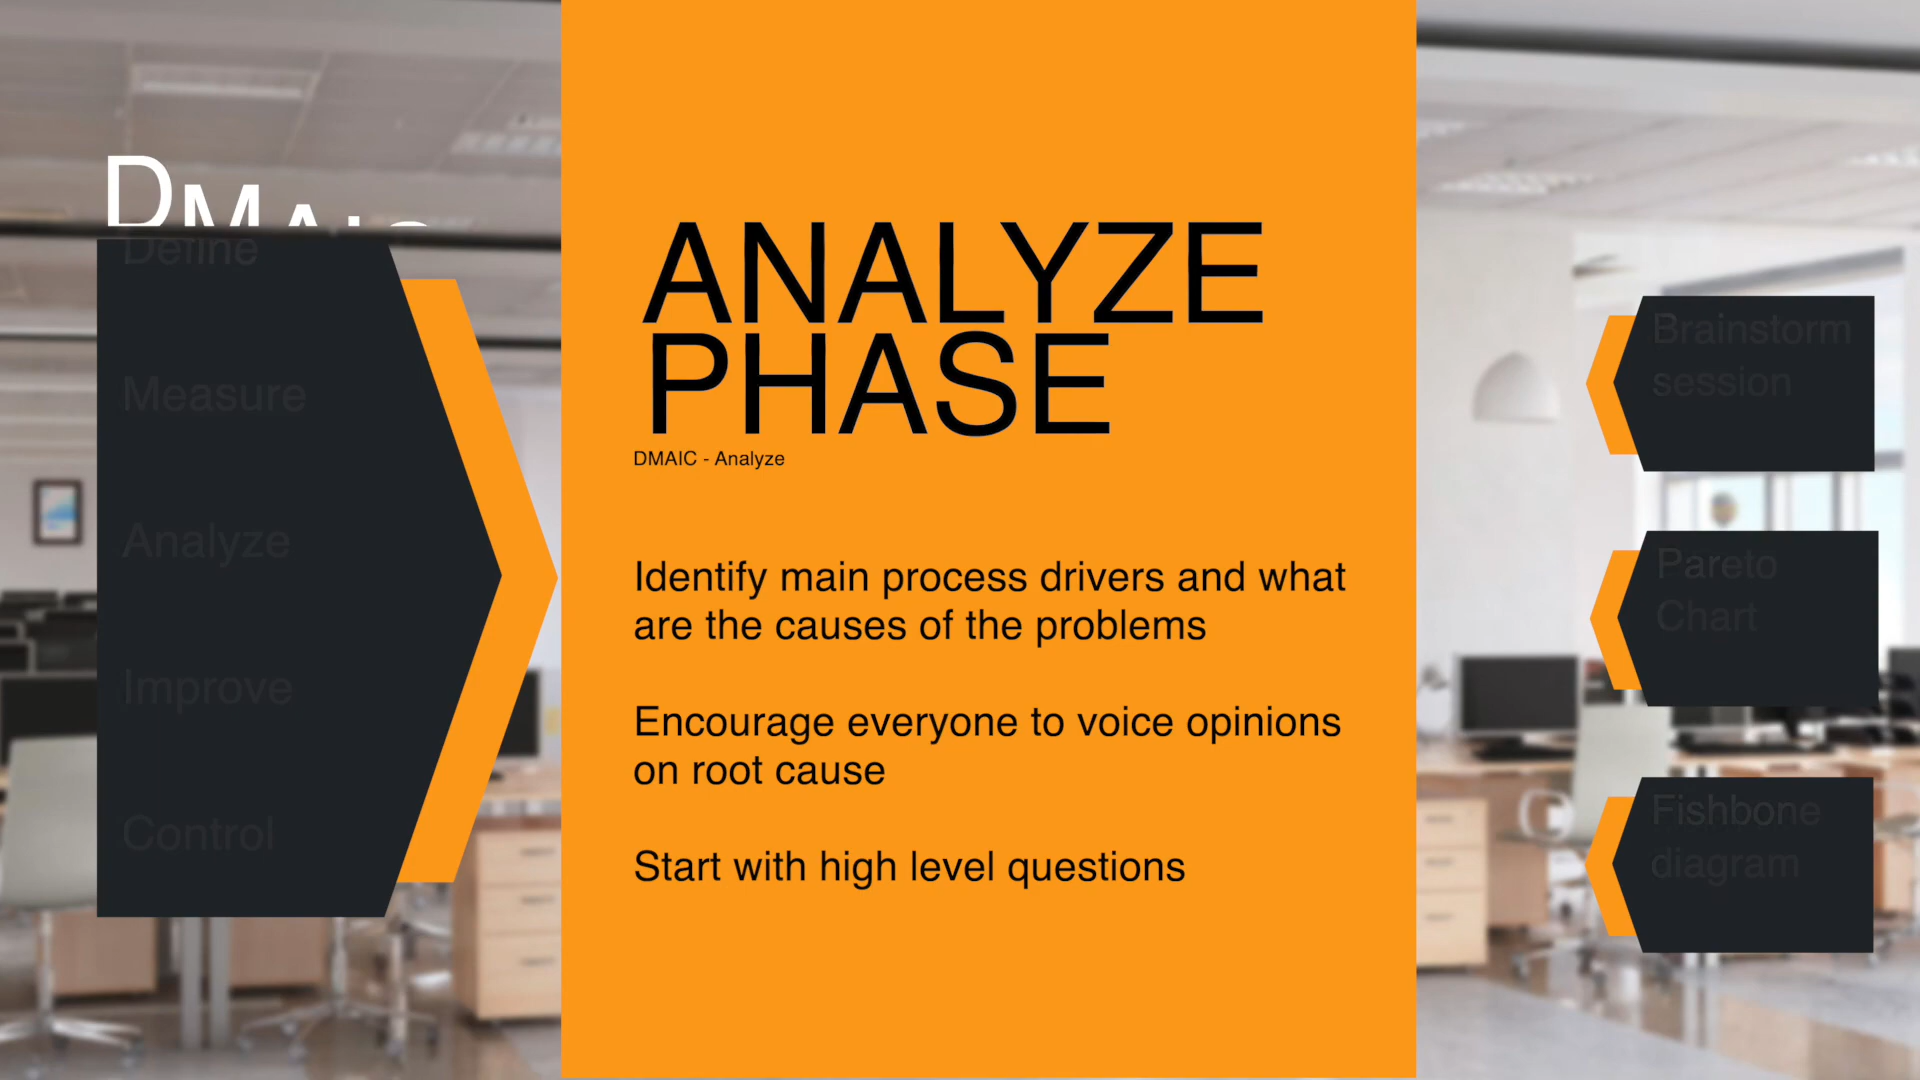 DMAIC
Define
Measure
Analyze
Improve
Control
ANALYZE
PHASE
DMAIC - Analyze
Identify main process drivers and what
are the causes of the problems
Encourage everyone to voice opinions
on root cause
Start with high level questions
Brainstorm
session
Pareto
Chart
Fishbone
diagram